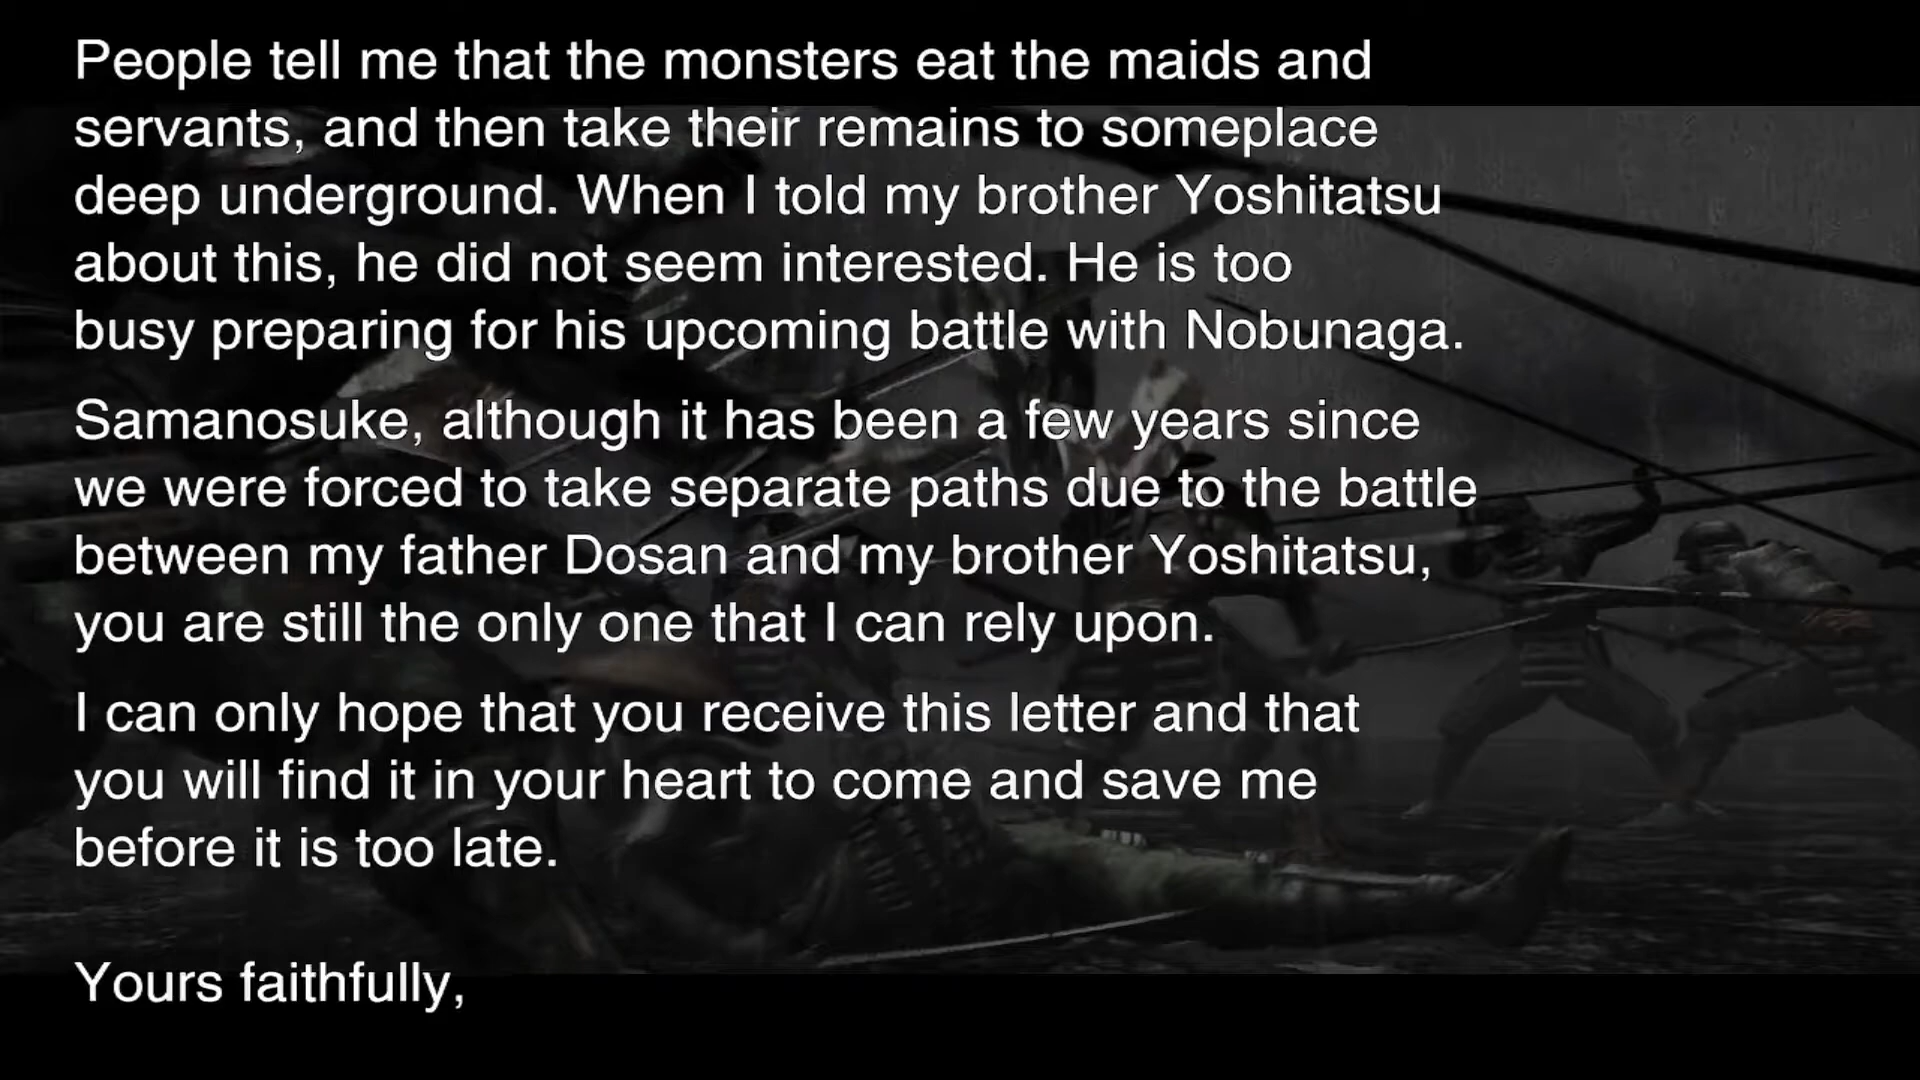 People tell me that the monsters eat the maids and
servants, and then take their remains to someplace
deep underground. When I told my brother Yoshitatsu
about this, he did not seem interested. He is too
busy preparing for his upcoming battle with Nobunaga.
Samanosuke, although it has been a few years since
we were forced to take separate paths due to the battle
between my father Dosan and my brother Yoshitatsu,
you are still the only one that I can rely upon.
I can only hope that you receive this letter and that
you will find it in your heart to come and save me
before it is too late.
Yours faithfully,